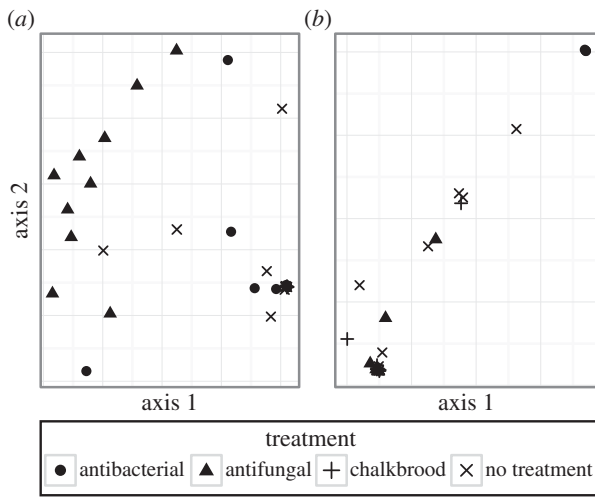 (a)
(b)
axis 2
axis 1
axis 1
treatment
antibacterial antifungal chalkbrood no treatment